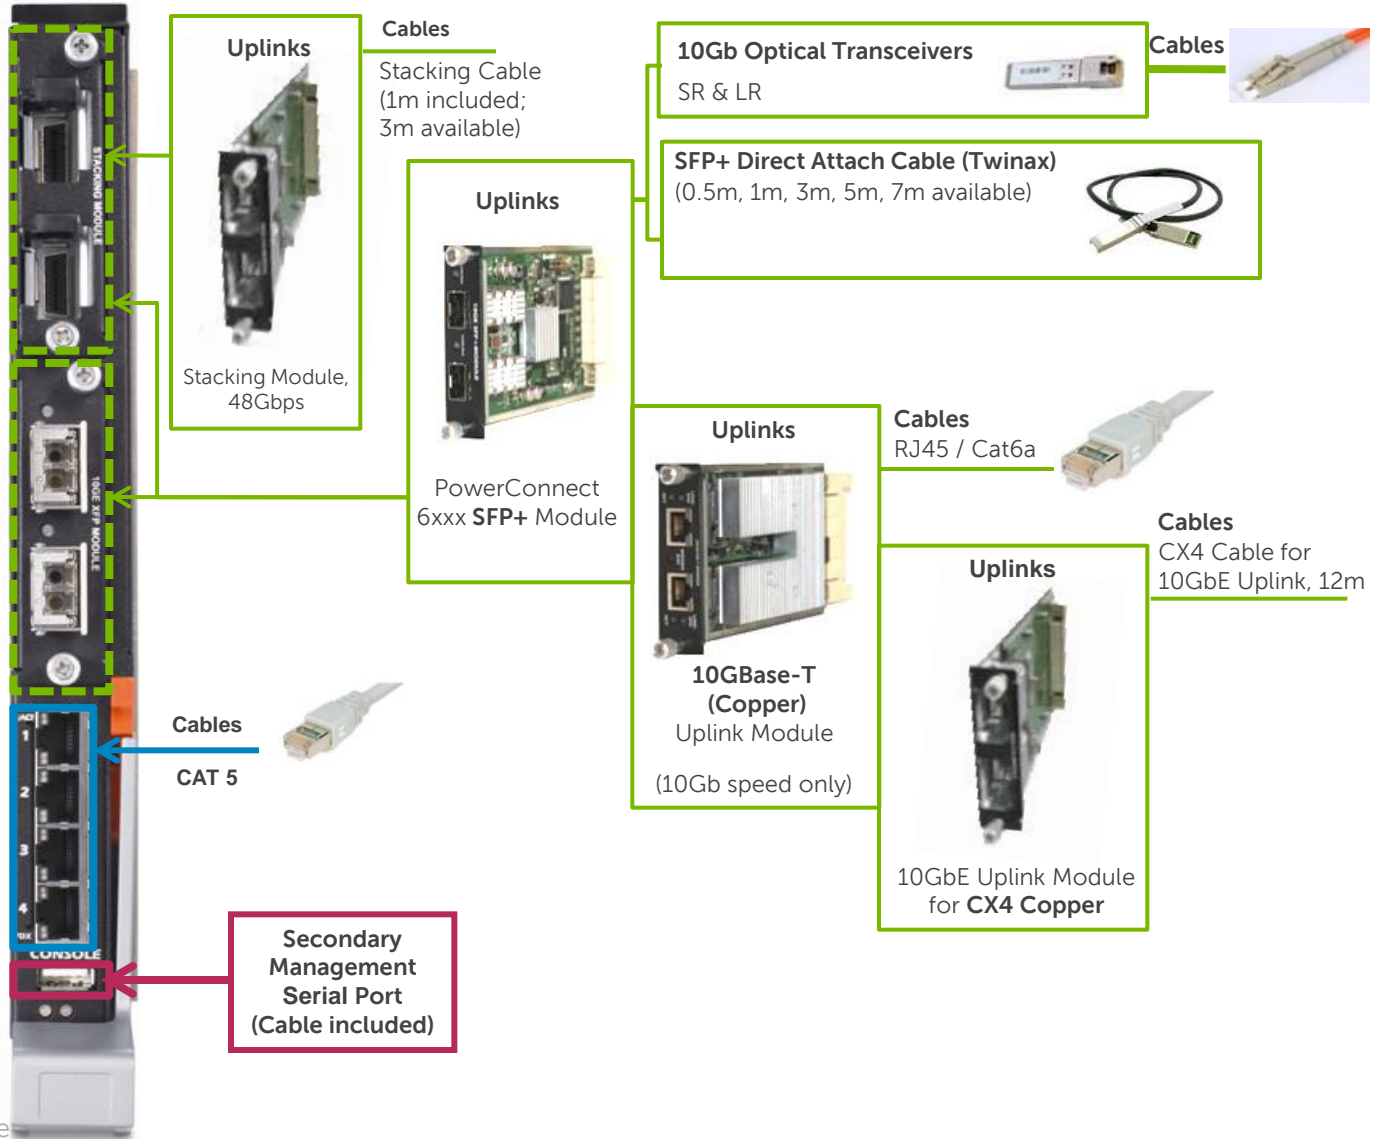 Uplinks
Stacking Module,
48Gbps
Cables
Stacking Cable
(1m included;
3m available)
Uplinks
PowerConnect
6xxx SFP+ Module
10Gb Optical Transceivers
SR & LR
Cables
SFP+ Direct Attach Cable (Twinax)
(0.5m, 1m, 3m, 5m, 7m available)
Uplinks
10GBase-T
(Copper)
Uplink Module
(10Gb speed only)
Cables
RJ45 / Cat6a
Uplinks
10GbE Uplink Module
for CX4 Copper
Cables
CX4 Cable for
10GbE Uplink, 12m
STACKING MODULE
10GE XFP MODULE
1
2
3
4
CONSOLE
Cables
CAT 5
Secondary
Management
Serial Port
(Cable included)
e